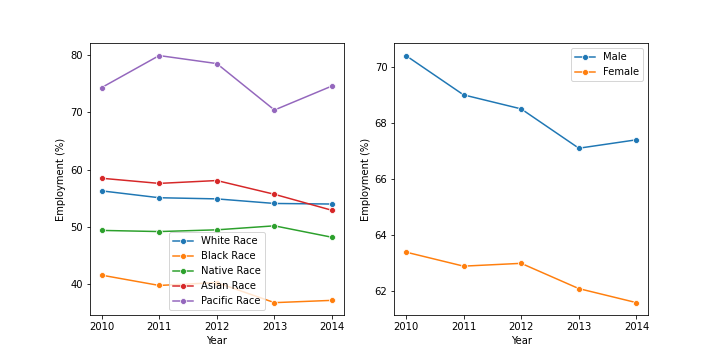 80
70
60
50
40
Employment (%)
2010 2011 2012 2013 2014
Year
White Race
Black Race
Native Race
Asian Race
Pacific Race
70
68
66
64
62
Employment (%)
2010 2011 2012 2013 2014
Year
Male
Female